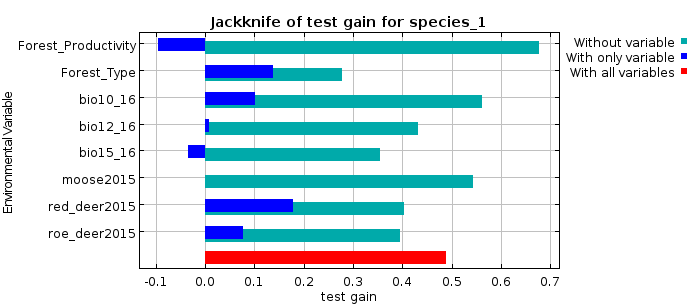 Jackknife of test gain for species_1
Environmental Variable
Forest_Productivity
Forest_Type
bio10_16
bio12_16
bio15_16
moose2015
red_deer2015
roe_deer2015
-0.1 0.0 0.1 0.2 0.3 0.4 0.5 0.6 0.7
test gain
Without variable
With only variable
With all variables